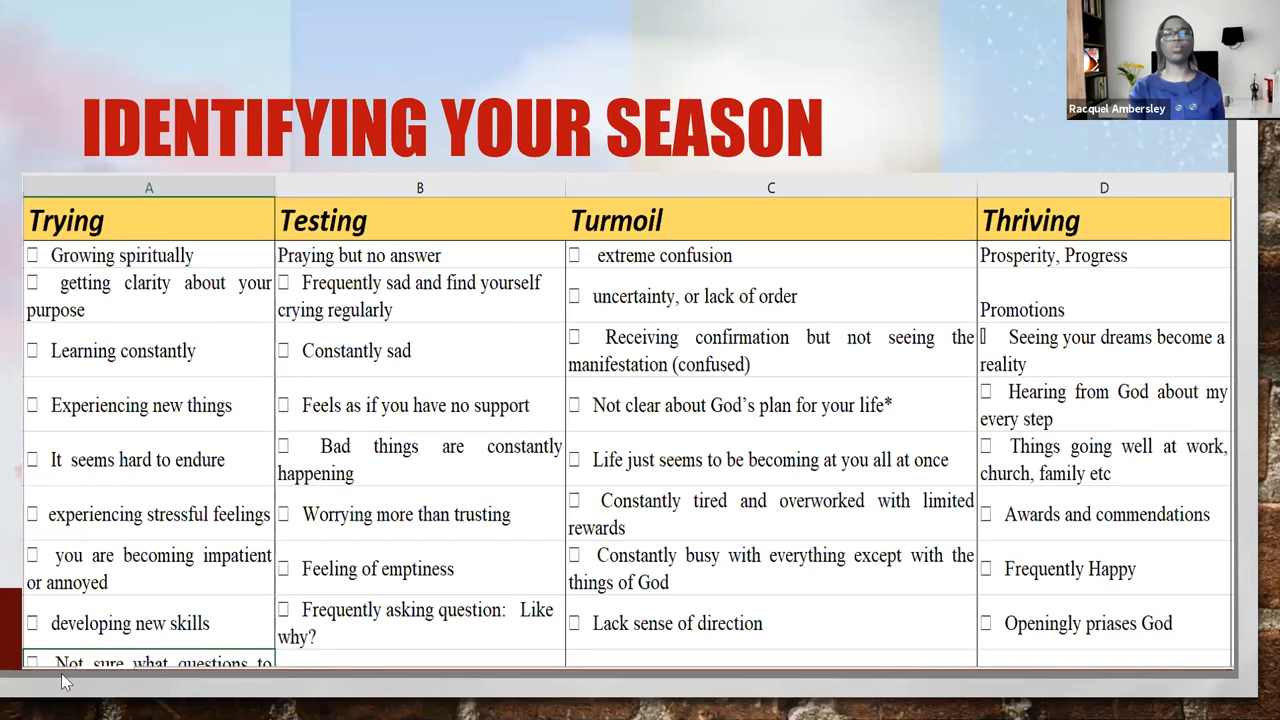 Racquel Ambersley
IDENTIFYING YOUR SEASON
A B C D
Trying Testing Turmoil Thriving
Growing spiritually
getting clarity about your
purpose
Learning constantly
Experiencing new things
It seems hard to endure
experiencing stressful feelings
you are becoming impatient
or annoyed
developing new skills
Not sure what questions to
Praying but no answer
Frequently sad and find yourself
crying regularly
Constantly sad
Feels as if you have no support
Bad things are constantly
happening
Worrying more than trusting
Feeling of emptiness
Frequently asking question: Like
why?
extreme confusion
uncertainty, or lack of order
Receiving confirmation but not seeing the
manifestation (confused)
Not clear about God’s plan for your life*
Life just seems to be becoming at you all at once
Constantly tired and overworked with limited
rewards
Constantly busy with everything except with the
things of God
Lack sense of direction
Prosperity, Progress
Promotions
Seeing your dreams become a
reality
Hearing from God about my
every step
Things going well at work,
church, family etc
Awards and commendations
Frequently Happy
Openingly priases God